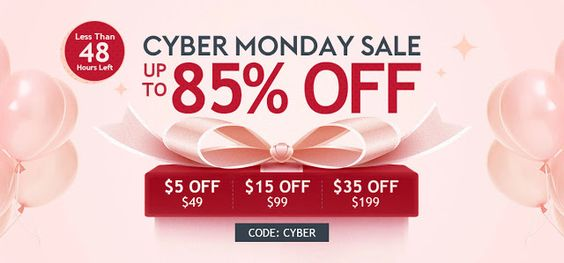 Less Than
48
Hours Left
CYBER MONDAY SALE
UP TO 85% OFF
$5 OFF $15 OFF $35 OFF
$49 $99 $199
CODE: CYBER